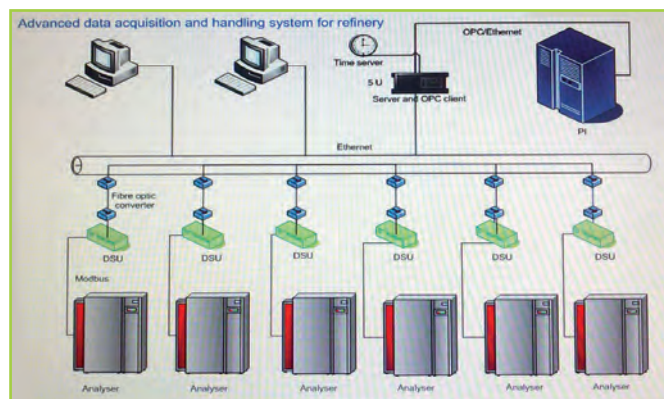 Advanced data acquisition and handling system for refinery
OPC/Ethernet
Time server
5 U
Server and OPC client
PI
Ethernet
Fibre optic
converter
DSU
DSU
DSU
DSU
DSU
DSU
Modbus
Analyser
Analyser
Analyser
Analyser
Analyser
Analyser